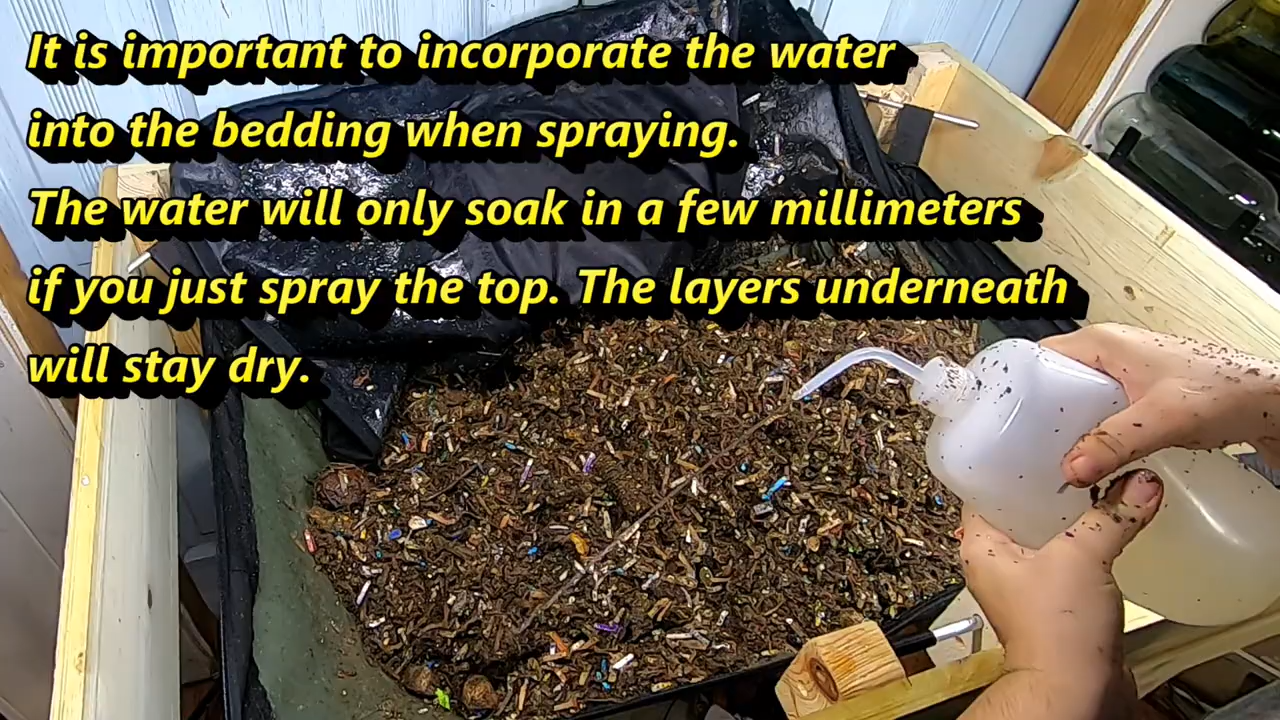 It is important to incorporate the water
into the bedding when spraying.
The water will only soak in a few millimeters
if you just spray the top. The layers underneath
will stay dry.